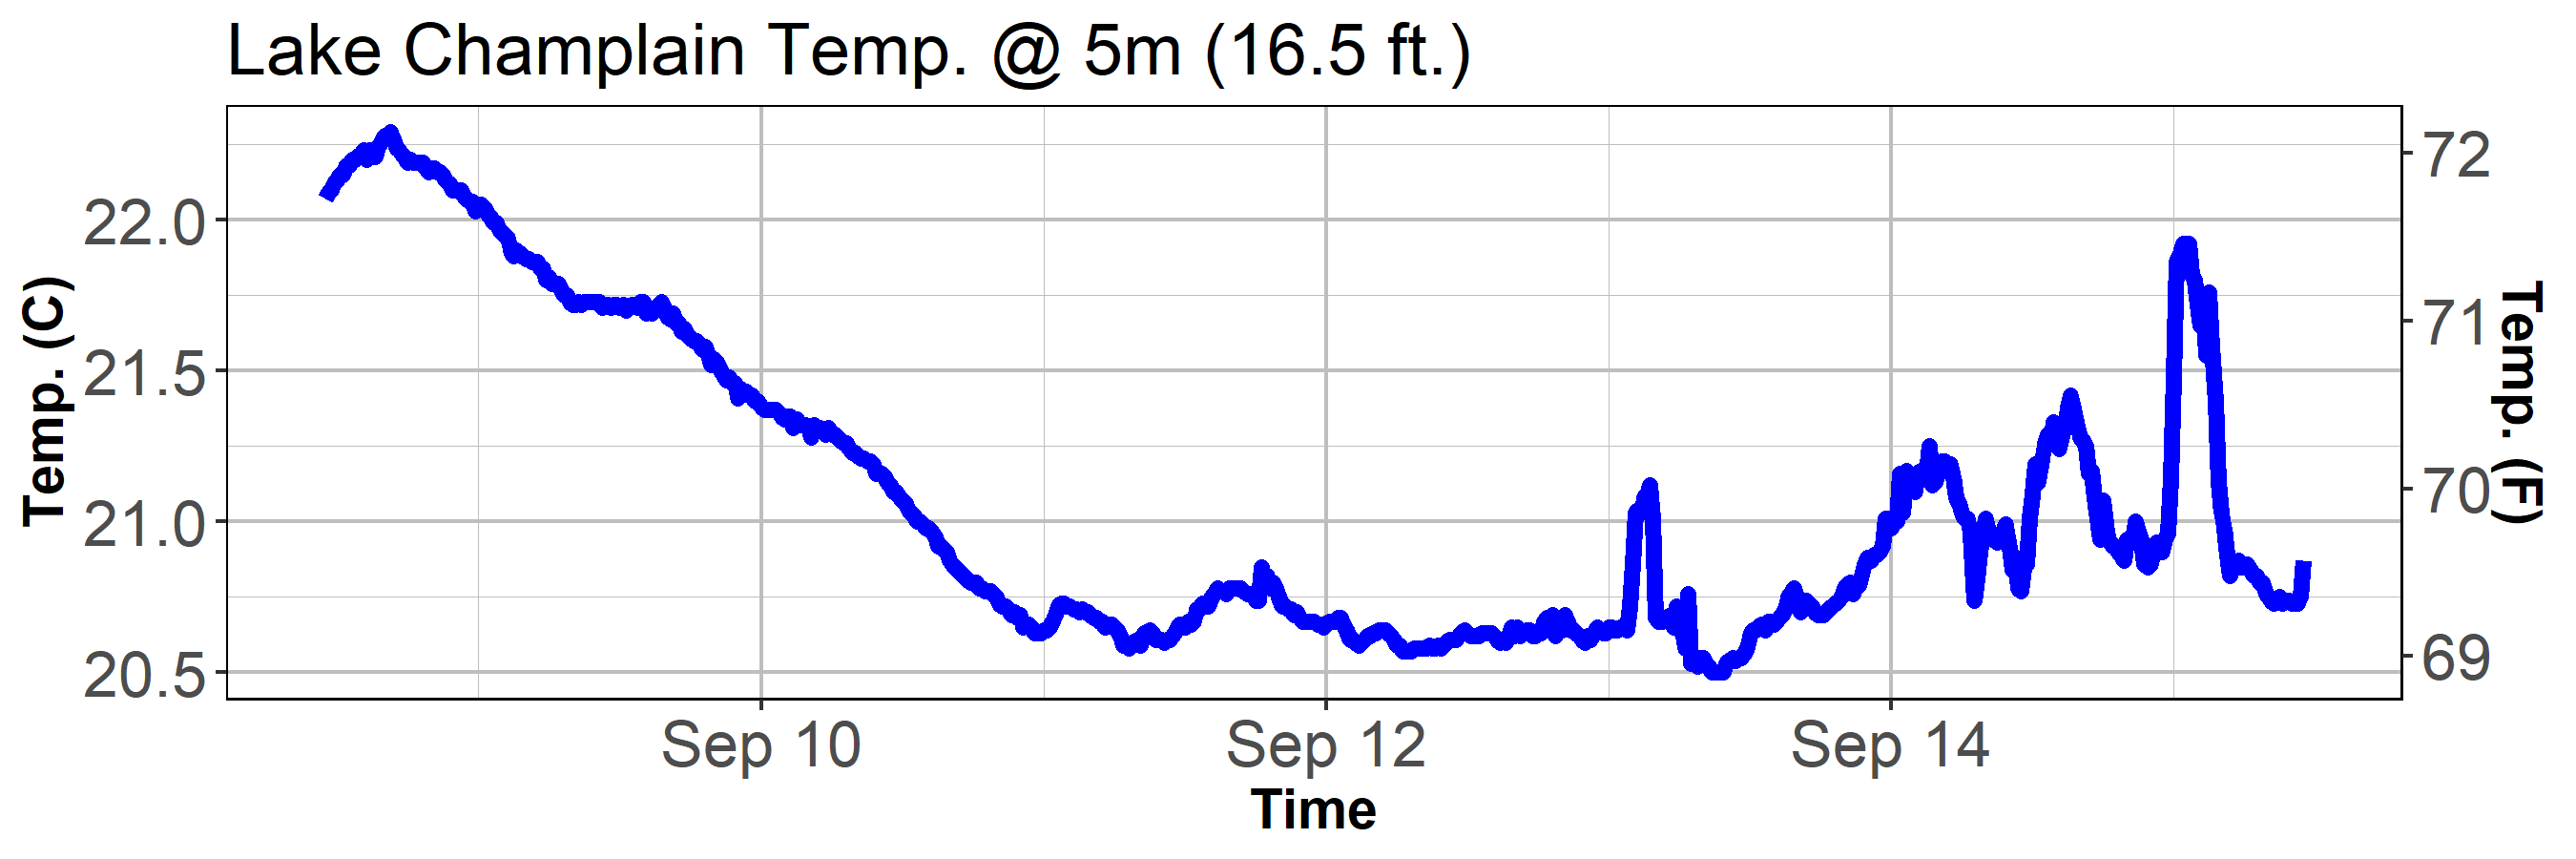 Lake Champlain Temp. @ 5m (16.5 ft.)
Temp. (C)
22.0
21.5
21.0
20.5
72
71
70
69
Temp. (F)
Sep 10
Sep 12
Sep 14
Time